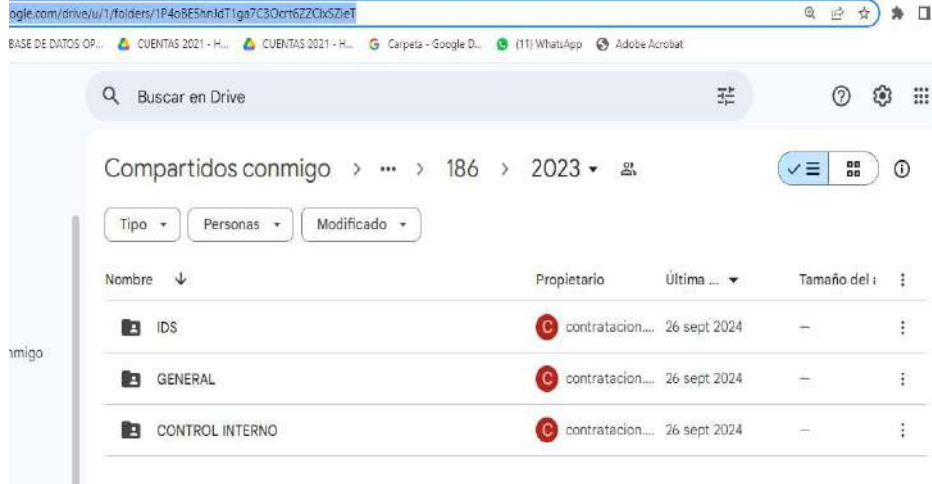 ogle.com/drive/u/1/folders/1P4oBE5hnJdT1ga7C3Ocrt6ZZClxSZieT
BASE DE DATOS OP... CUENTAS 2021 - H... CUENTAS 2021 - H... Carpeta - Google D... (11) WhatsApp Adobe Acrobat
Buscar en Drive
Compartidos conmigo > ... > 186 > 2023
Tipo Personas Modificado
Nombre Propietario Última ... Tamaño del a
IDS C contratacion.... 26 sept 2024 —
nmigo
GENERAL C contratacion.... 26 sept 2024 —
CONTROL INTERNO C contratacion.... 26 sept 2024 —